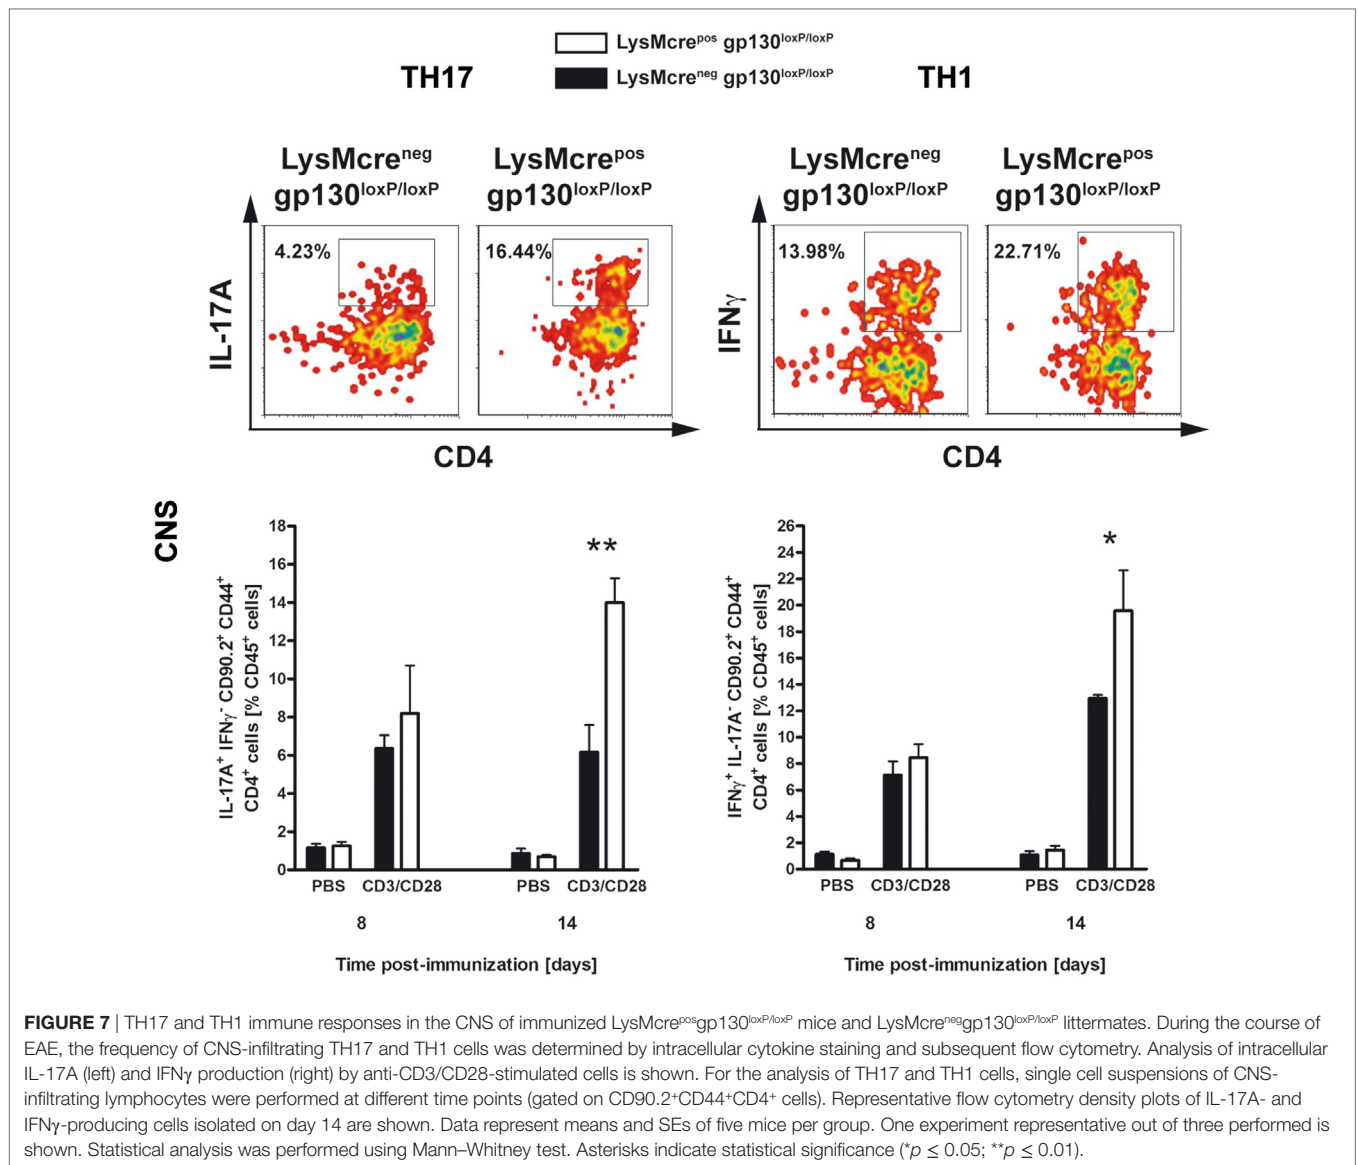 LysMcreᵖᵒˢ gp130ˡᵒˣᴾ/ˡᵒˣᴾ
LysMcreⁿᵉᵍ gp130ˡᵒˣᴾ/ˡᵒˣᴾ
TH17
TH1
LysMcreⁿᵉᵍ
gp130ˡᵒˣᴾ/ˡᵒˣᴾ
LysMcreᵖᵒˢ
gp130ˡᵒˣᴾ/ˡᵒˣᴾ
LysMcreⁿᵉᵍ
gp130ˡᵒˣᴾ/ˡᵒˣᴾ
LysMcreᵖᵒˢ
gp130ˡᵒˣᴾ/ˡᵒˣᴾ
4.23%
16.44%
13.98%
22.71%
IL-17A
IFNγ
CD4
CD4
CNS
IL-17A⁺ IFNγ⁻ CD90.2⁺ CD44⁺
CD4⁺ cells [% CD45⁺ cells]
18
16
14
12
10
8
6
4
2
0
PBS CD3/CD28 PBS CD3/CD28
8 14
Time post-immunization [days]
IFNγ⁺ IL-17A⁻ CD90.2⁺ CD44⁺
CD4⁺ cells [% CD45⁺ cells]
26
24
22
20
18
16
14
12
10
8
6
4
2
0
PBS CD3/CD28 PBS CD3/CD28
8 14
Time post-immunization [days]
**
*
FIGURE 7 | TH17 and TH1 immune responses in the CNS of immunized LysMcreᵖᵒˢgp130ˡᵒˣᴾ/ˡᵒˣᴾ mice and LysMcreⁿᵉᵍgp130ˡᵒˣᴾ/ˡᵒˣᴾ littermates. During the course of
EAE, the frequency of CNS-infiltrating TH17 and TH1 cells was determined by intracellular cytokine staining and subsequent flow cytometry. Analysis of intracellular
IL-17A (left) and IFNγ production (right) by anti-CD3/CD28-stimulated cells is shown. For the analysis of TH17 and TH1 cells, single cell suspensions of CNS-
infiltrating lymphocytes were performed at different time points (gated on CD90.2⁺CD44⁺CD4⁺ cells). Representative flow cytometry density plots of IL-17A- and
IFNγ-producing cells isolated on day 14 are shown. Data represent means and SEs of five mice per group. One experiment representative out of three performed is
shown. Statistical analysis was performed using Mann–Whitney test. Asterisks indicate statistical significance (*p ≤ 0.05; **p ≤ 0.01).